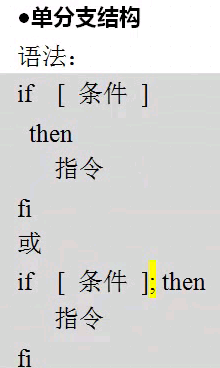 ●单分支结构
语法：
if [ 条件 ]
then
指令
fi
或
if [ 条件 ]; then
指令
fi